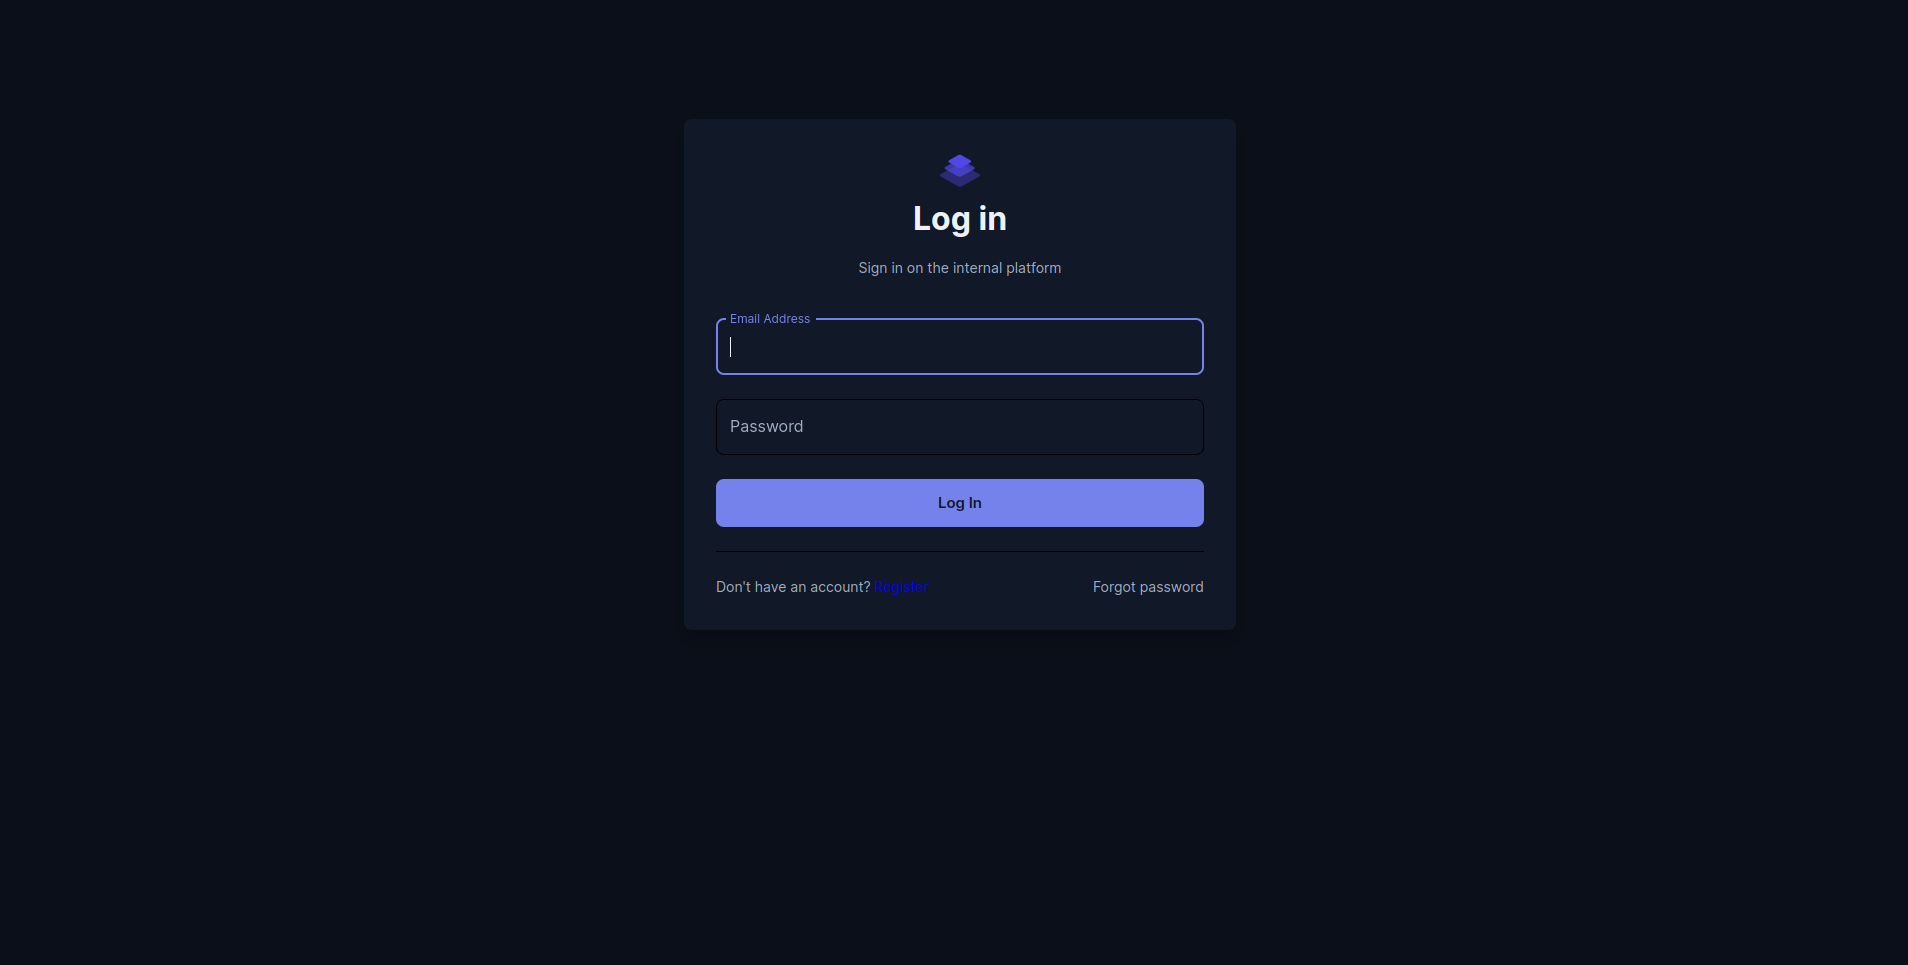 Log in
Sign in on the internal platform
Email Address
Password
Log In
Don't have an account? Register
Forgot password